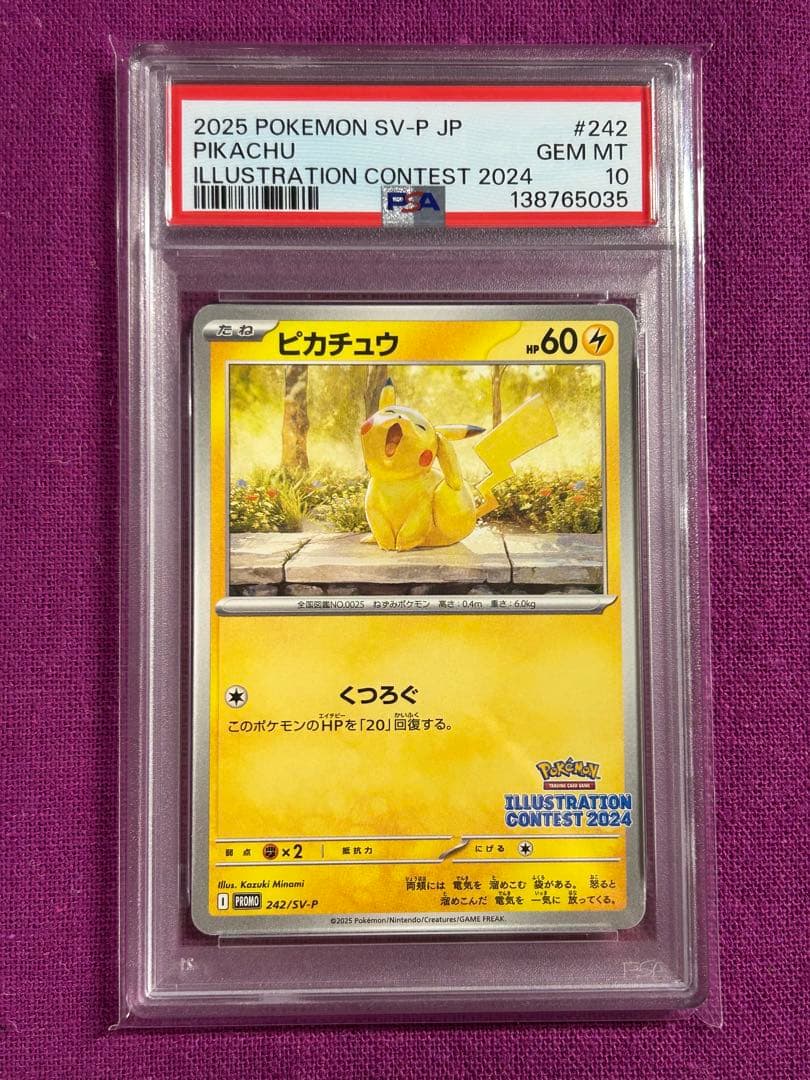 2025 POKEMON SV-P JP #242
PIKACHU GEM MT
ILLUSTRATION CONTEST 2024 10
PSA 138765035
たね ピカチュウ HP60
全国図鑑NO.0025 ねずみポケモン 高さ:0.4m 重さ:6.0kg
くつろぐ
このポケモンのHPを「20」回復する。
Pokémon
TRADING CARD GAME
ILLUSTRATION
CONTEST 2024
弱点 ×2 抵抗力 にげる
Illus. Kazuki Minami
両頬には 電気を 溜めこむ 袋がある。 怒ると
溜めこんだ 電気を 一気に 放ってくる。
I PROMO 242/SV-P
©2025 Pokémon/Nintendo/Creatures/GAME FREAK.
PSA